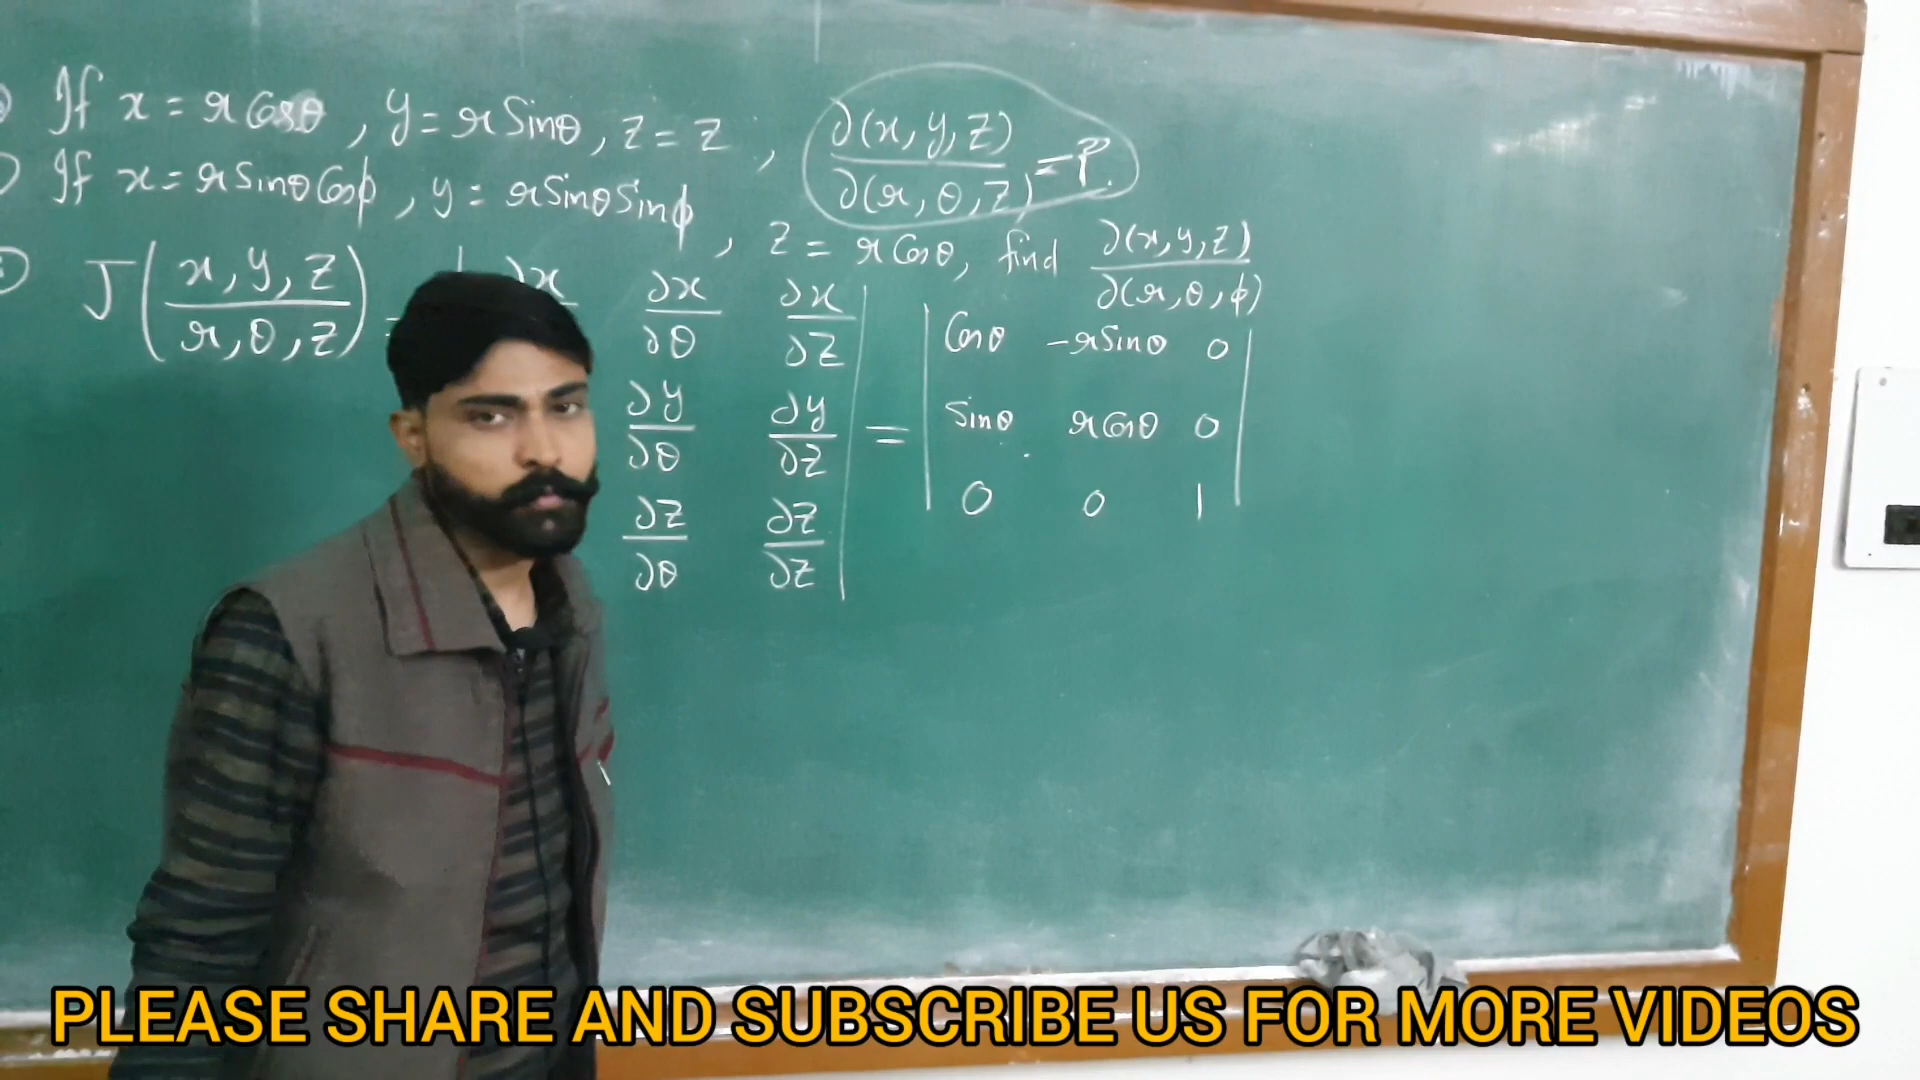 If x = r Cosθ, y = r Sinθ, z = z, ∂(x, y, z)/∂(r, θ, z) = ?
If x = r Sinθ Cosϕ, y = r Sinθ Sinϕ, z = r Cosθ, find ∂(x, y, z)/∂(r, θ, ϕ)
J(x, y, z / r, θ, z) = | ∂x ∂x/∂θ ∂x/∂z | = | Cosθ -r Sinθ 0 |
∂y/∂θ ∂y/∂z | Sinθ r Cosθ 0 |
∂z/∂θ ∂z/∂z | 0 0 1 |
PLEASE SHARE AND SUBSCRIBE US FOR MORE VIDEOS